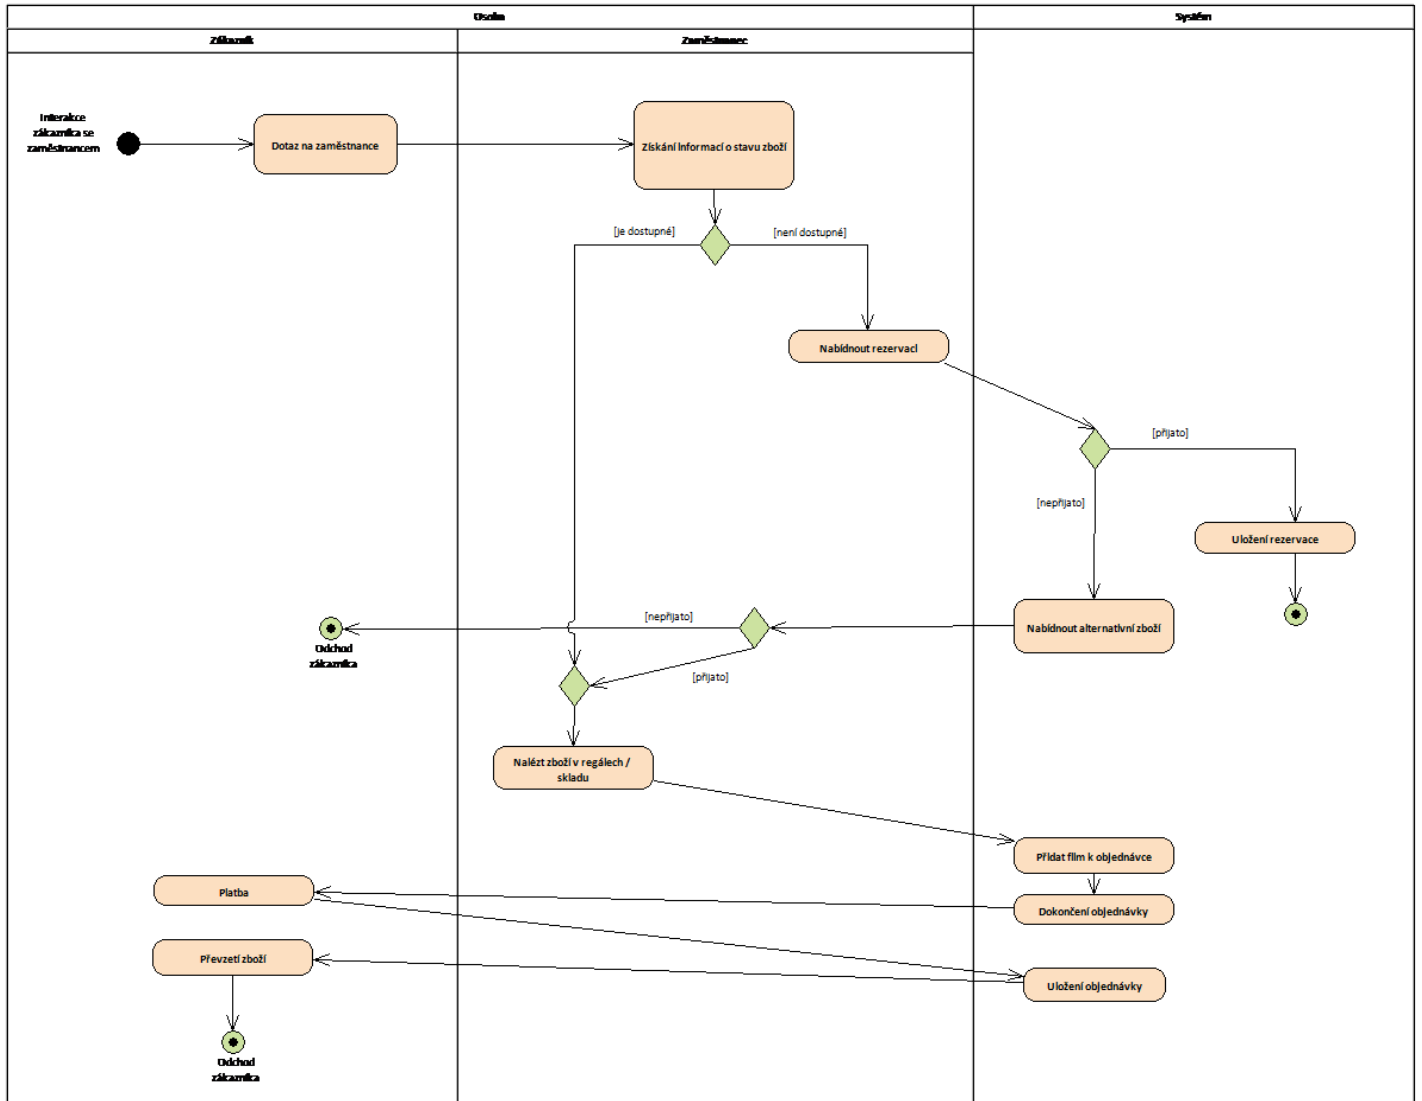 Osoba
Systém
Zákazník
Zaměstnanec
Interakce
zákazníka se
zaměstnancem
Dotaz na zaměstnance
Získání informací o stavu zboží
[je dostupné]
[není dostupné]
Nabídnout rezervaci
[přijato]
[nepřijato]
Uložení rezervace
Nabídnout alternativní zboží
[nepřijato]
Odchod
zákazníka
[přijato]
Nalézt zboží v regálech /
skladu
Přidat film k objednávce
Platba
Dokončení objednávky
Převzetí zboží
Uložení objednávky
Odchod
zákazníka